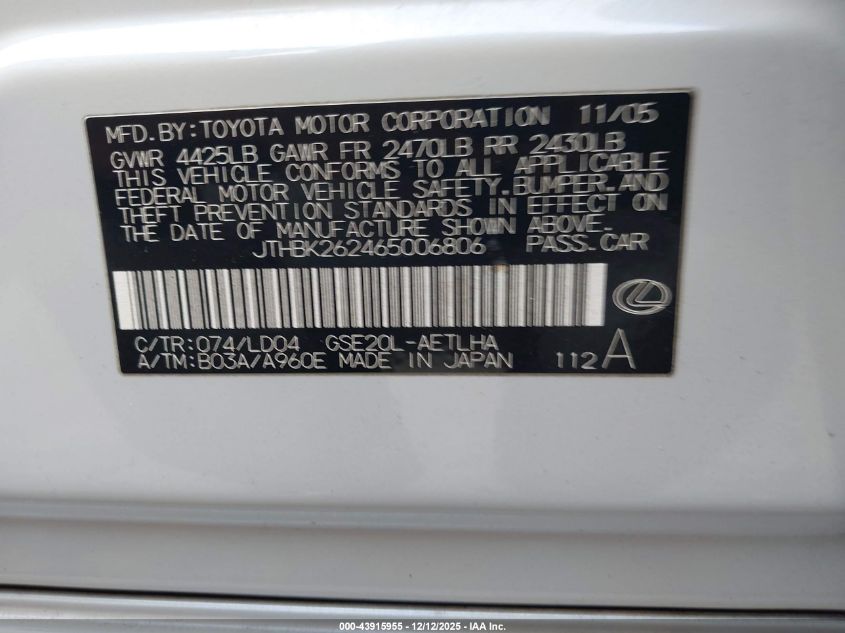 MFD.BY:TOYOTA MOTOR CORPORATION 11/05
GVWR 4425LB GAWR FR 2470LB RR 2430LB
THIS VEHICLE CONFORMS TO ALL APPLICABLE
FEDERAL MOTOR VEHICLE SAFETY,BUMPER,AND
THEFT PREVENTION STANDARDS IN EFFECT ON
THE DATE OF MANUFACTURE SHOWN ABOVE.
JTHBK262465006806 PASS.CAR
C/TR:074/LD04 GSE20L-AETLHA
A/TM:B03A/A960E MADE IN JAPAN 112A
000-43915955 - 12/12/2025 - IAA Inc.